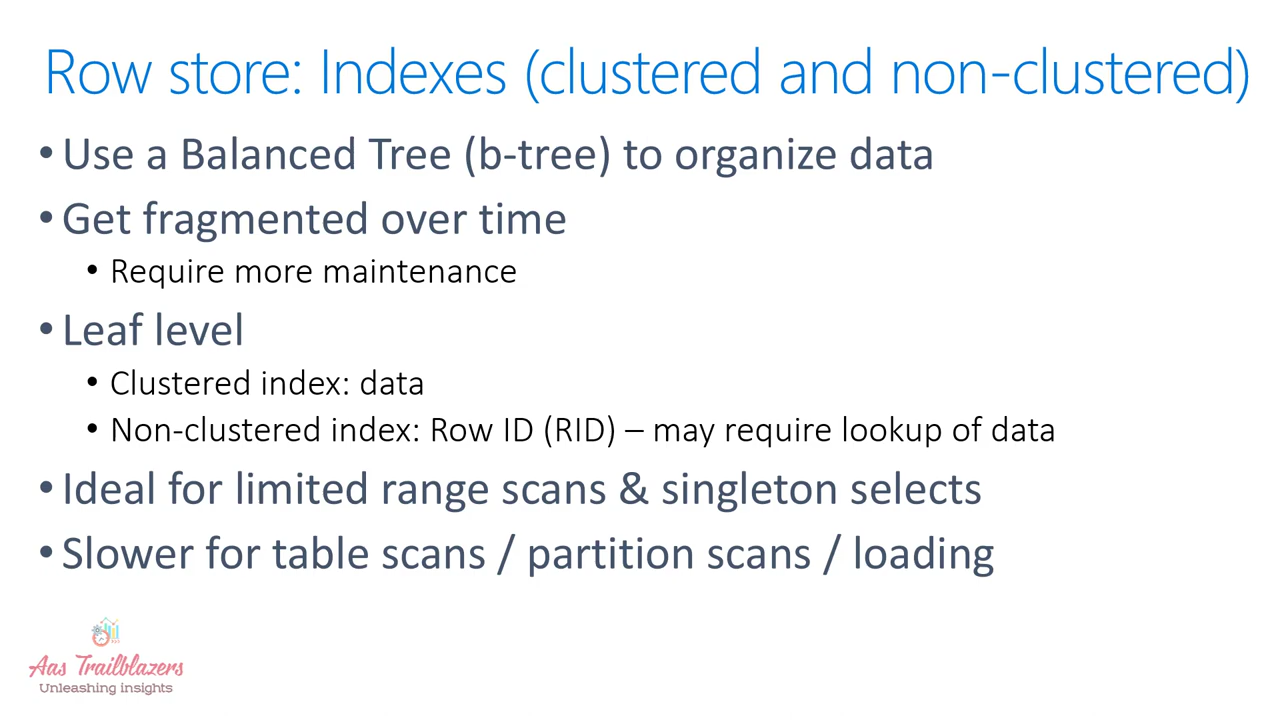 Row store: Indexes (clustered and non-clustered)
• Use a Balanced Tree (b-tree) to organize data
• Get fragmented over time
• Require more maintenance
• Leaf level
• Clustered index: data
• Non-clustered index: Row ID (RID) – may require lookup of data
• Ideal for limited range scans & singleton selects
• Slower for table scans / partition scans / loading
Aas Trailblazers
Unleashing insights